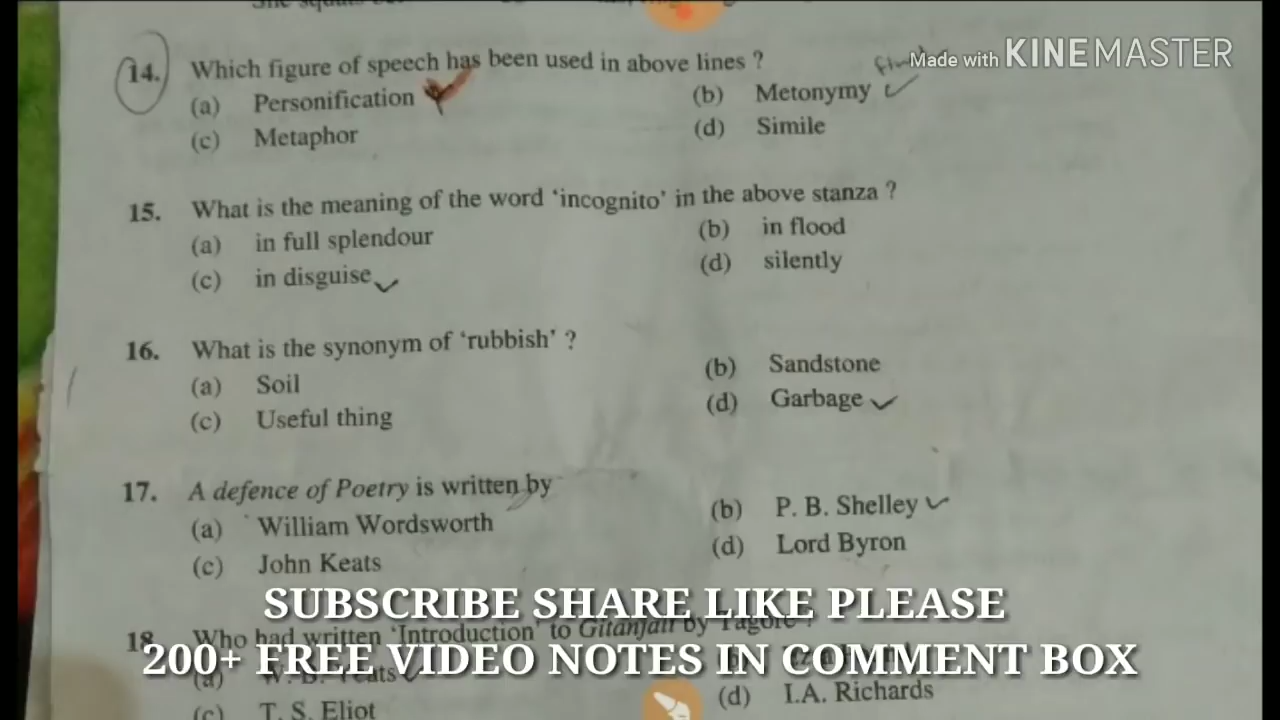 Made with KINEMASTER
14. Which figure of speech has been used in above lines ?
(a) Personification (b) Metonymy
(c) Metaphor (d) Simile
15. What is the meaning of the word ‘incognito’ in the above stanza ?
(a) in full splendour (b) in flood
(c) in disguise (d) silently
16. What is the synonym of ‘rubbish’ ?
(a) Soil (b) Sandstone
(c) Useful thing (d) Garbage
17. A defence of Poetry is written by
(a) William Wordsworth (b) P. B. Shelley
(c) John Keats (d) Lord Byron
SUBSCRIBE SHARE LIKE PLEASE
18. Who had written ‘Introduction’ to Gitanjali by Tagore ?
200+ FREE VIDEO NOTES IN COMMENT BOX
(a) W. B. Yeats
(c) T. S. Eliot (d) I.A. Richards